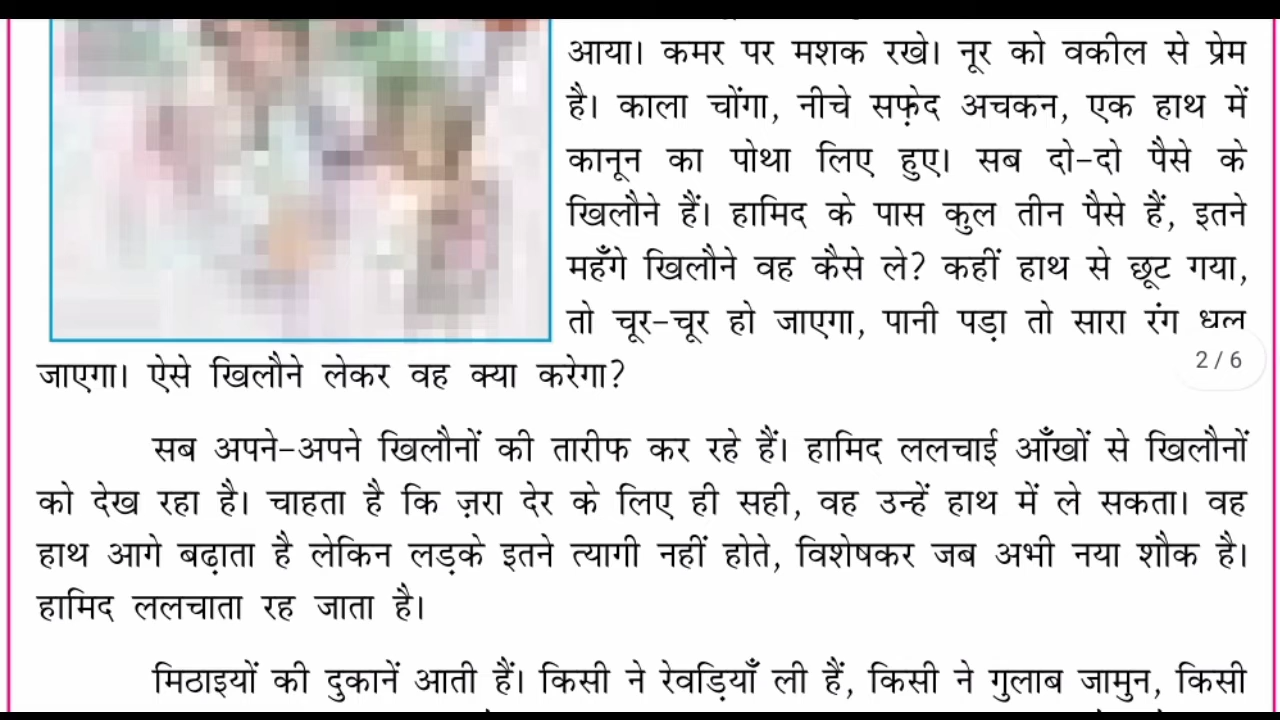 आया। कमर पर मशक रखे। नूर को वकील से प्रेम
है। काला चोंगा, नीचे सफ़ेद अचकन, एक हाथ में
कानून का पोथा लिए हुए। सब दो-दो पैसे के
खिलौने हैं। हामिद के पास कुल तीन पैसे हैं, इतने
महँगे खिलौने वह कैसे ले? कहीं हाथ से छूट गया,
तो चूर-चूर हो जाएगा, पानी पड़ा तो सारा रंग धुल
जाएगा। ऐसे खिलौने लेकर वह क्या करेगा?
2 / 6
सब अपने-अपने खिलौनों की तारीफ कर रहे हैं। हामिद ललचाई आँखों से खिलौनों
को देख रहा है। चाहता है कि ज़रा देर के लिए ही सही, वह उन्हें हाथ में ले सकता। वह
हाथ आगे बढ़ाता है लेकिन लड़के इतने त्यागी नहीं होते, विशेषकर जब अभी नया शौक है।
हामिद ललचाता रह जाता है।
मिठाइयों की दुकानें आती हैं। किसी ने रेवड़ियाँ ली हैं, किसी ने गुलाब जामुन, किसी